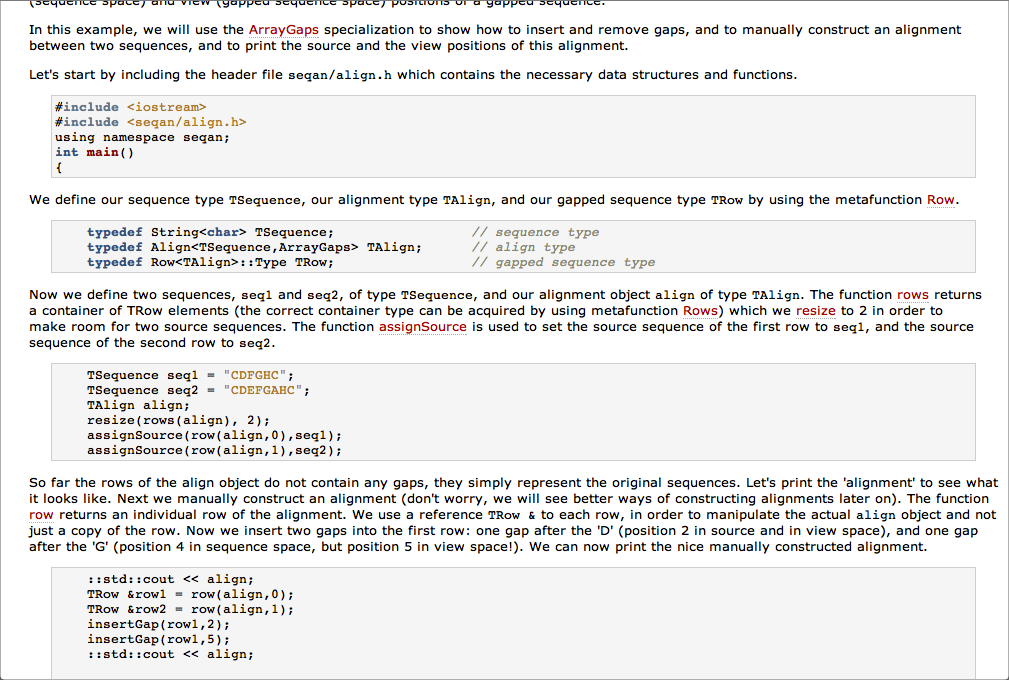 (sequence space) and view (gapped sequence space) positions of a gapped sequence.
In this example, we will use the ArrayGaps specialization to show how to insert and remove gaps, and to manually construct an alignment
between two sequences, and to print the source and the view positions of this alignment.
Let's start by including the header file seqan/align.h which contains the necessary data structures and functions.
#include <iostream>
#include <seqan/align.h>
using namespace seqan;
int main()
{
We define our sequence type TSequence, our alignment type TAlign, and our gapped sequence type TRow by using the metafunction Row.
typedef String<char> TSequence; // sequence type
typedef Align<TSequence,ArrayGaps> TAlign; // align type
typedef Row<TAlign>::Type TRow; // gapped sequence type
Now we define two sequences, seq1 and seq2, of type TSequence, and our alignment object align of type TAlign. The function rows returns
a container of TRow elements (the correct container type can be acquired by using metafunction Rows) which we resize to 2 in order to
make room for two source sequences. The function assignSource is used to set the source sequence of the first row to seq1, and the source
sequence of the second row to seq2.
TSequence seq1 = "CDFGHC";
TSequence seq2 = "CDEFGAHC";
TAlign align;
resize(rows(align), 2);
assignSource(row(align,0),seq1);
assignSource(row(align,1),seq2);
So far the rows of the align object do not contain any gaps, they simply represent the original sequences. Let's print the 'alignment' to see what
it looks like. Next we manually construct an alignment (don't worry, we will see better ways of constructing alignments later on). The function
row returns an individual row of the alignment. We use a reference TRow & to each row, in order to manipulate the actual align object and not
just a copy of the row. Now we insert two gaps into the first row: one gap after the 'D' (position 2 in source and in view space), and one gap
after the 'G' (position 4 in sequence space, but position 5 in view space!). We can now print the nice manually constructed alignment.
::std::cout << align;
TRow &row1 = row(align,0);
TRow &row2 = row(align,1);
insertGap(row1,2);
insertGap(row1,5);
::std::cout << align;